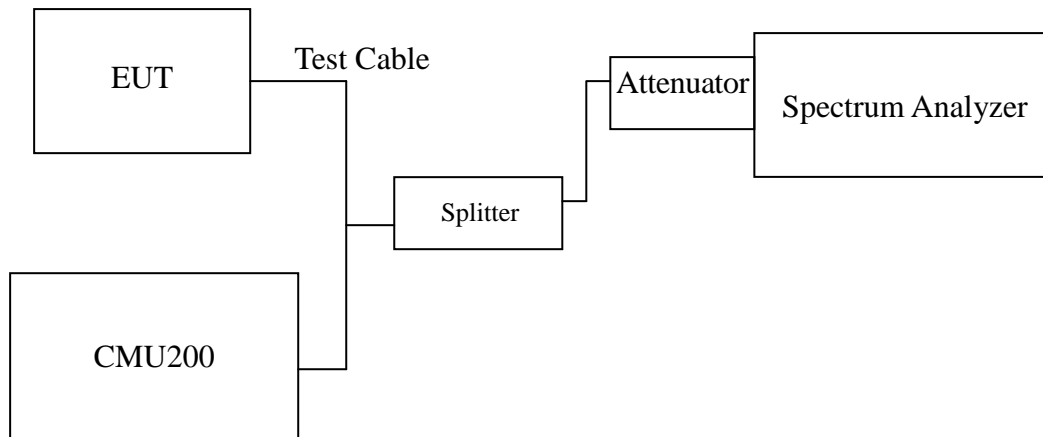 EUT
Test Cable
Attenuator
Spectrum Analyzer
Splitter
CMU200